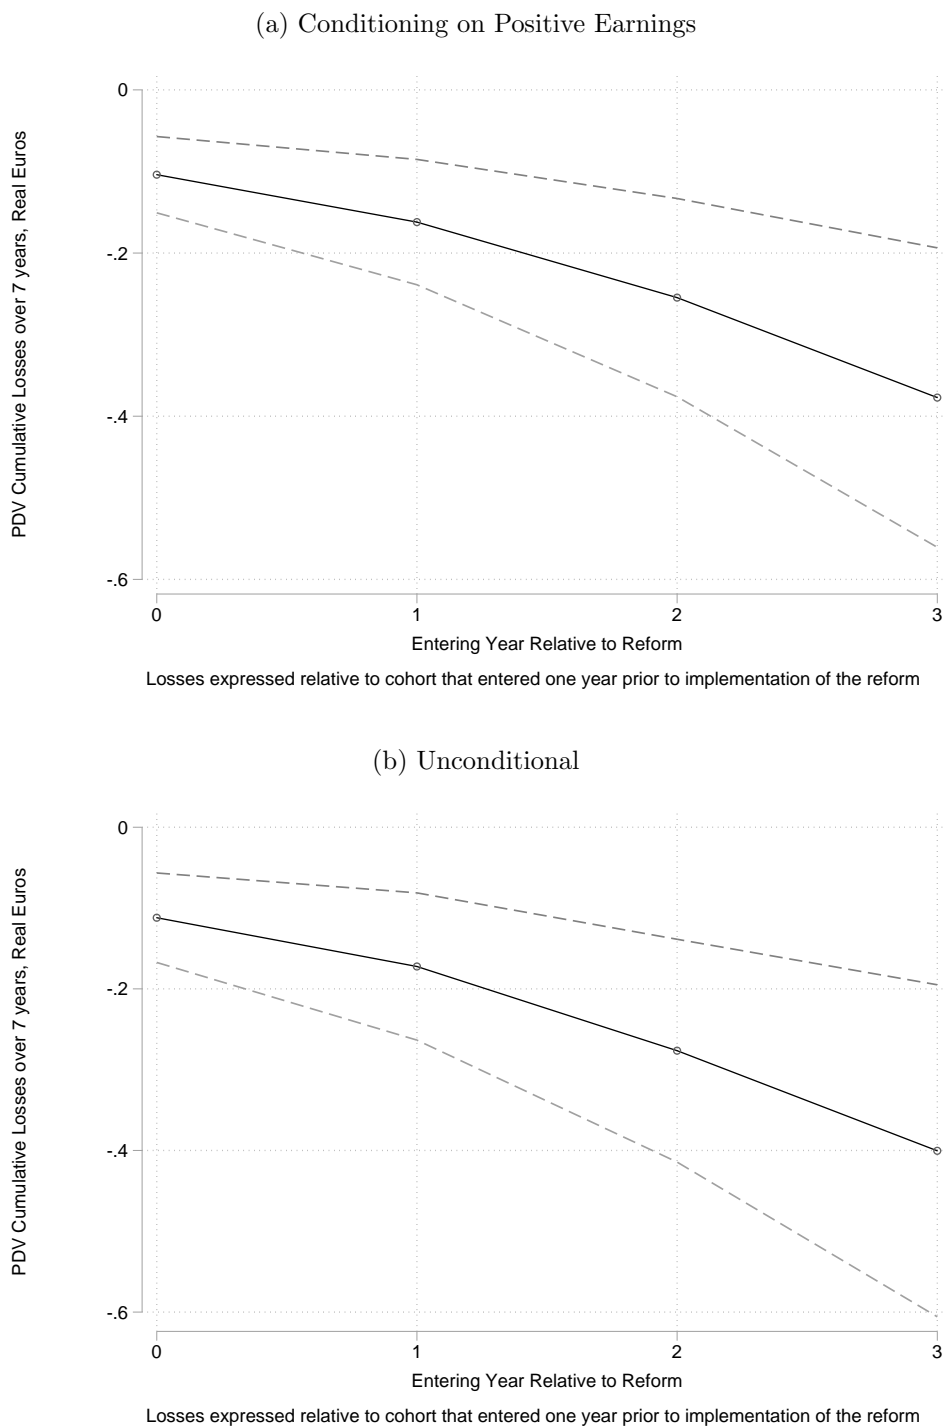 (a) Conditioning on Positive Earnings
PDV Cumulative Losses over 7 years, Real Euros
0
-.2
-.4
-.6
0 1 2 3
Entering Year Relative to Reform
Losses expressed relative to cohort that entered one year prior to implementation of the reform
(b) Unconditional
PDV Cumulative Losses over 7 years, Real Euros
0
-.2
-.4
-.6
0 1 2 3
Entering Year Relative to Reform
Losses expressed relative to cohort that entered one year prior to implementation of the reform